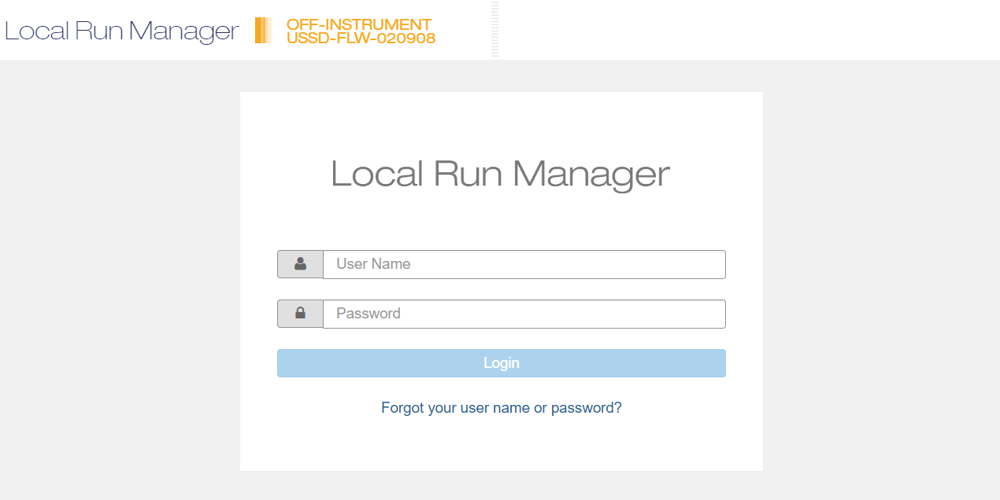 Local Run Manager
OFF-INSTRUMENT
USSD-FLW-020908
Local Run Manager
User Name
Password
Login
Forgot your user name or password?